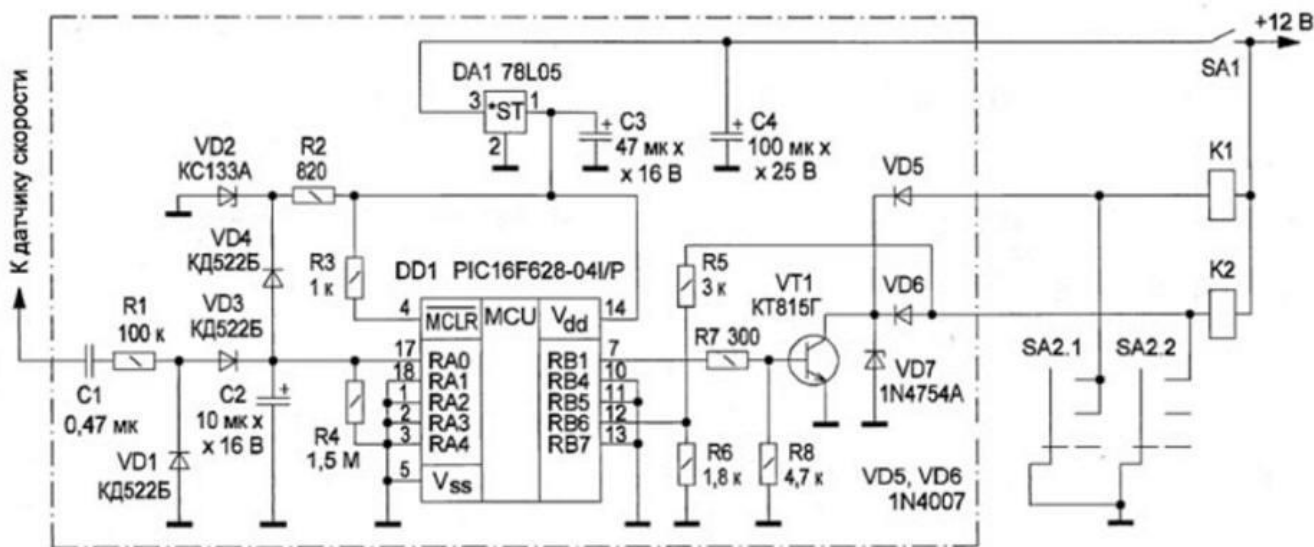 +12 В
SA1
DA1 78L05
3
*ST
1
2
+
C3
47 мк х
х 16 В
+
C4
100 мк х
х 25 В
К датчику скорости
VD2
КС133А
R2
820
VD5
K1
VD4
КД522Б
R3
1 к
DD1 PIC16F628-04I/P
R5
3 к
VT1
КТ815Г
VD6
K2
R1
100 к
VD3
КД522Б
4
MCLR
MCU
Vdd
14
R7 300
SA2.1
SA2.2
17
RA0
RB1
7
18
RA1
RB4
10
1
RA2
RB5
11
2
RA3
RB6
12
3
RA4
RB7
13
5
Vss
C1
0,47 мк
C2
+
10 мк х
х 16 В
R4
1,5 М
VD7
1N4754A
VD1
КД522Б
R6
1,8 к
R8
4,7 к
VD5, VD6
1N4007